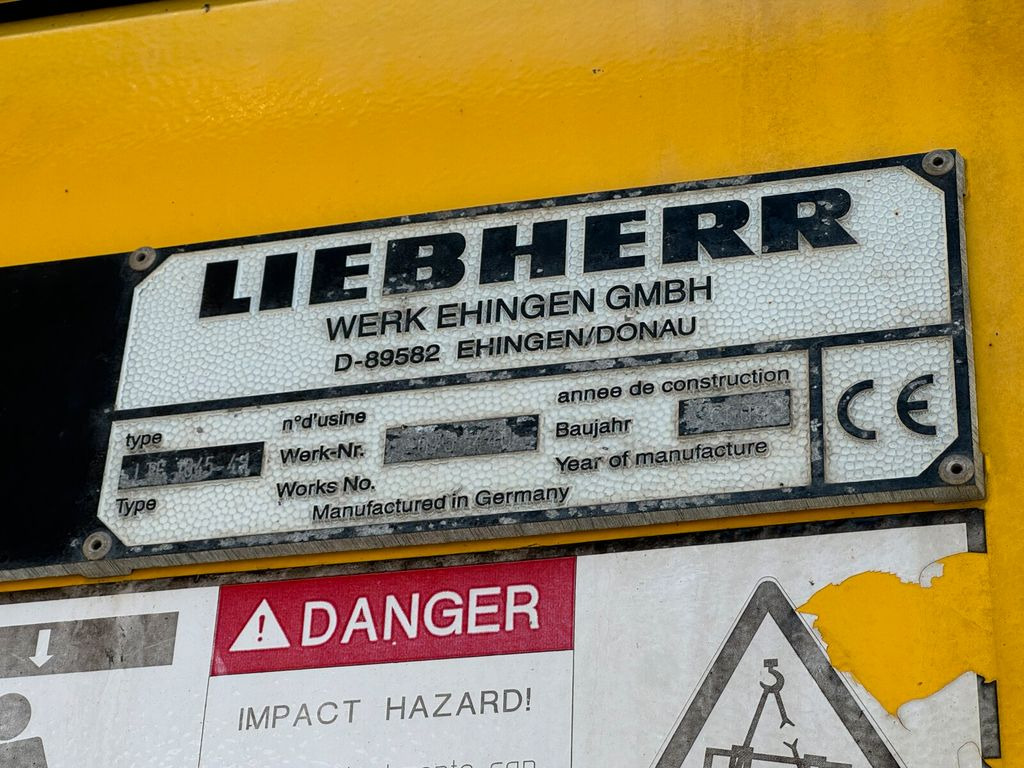 LIEBHERR
WERK EHINGEN GMBH
D-89582 EHINGEN/DONAU
type
Type
n°d'usine
Werk-Nr.
Works No.
annee de construction
Baujahr
Year of manufacture
Manufactured in Germany
CE
DANGER
IMPACT HAZARD!